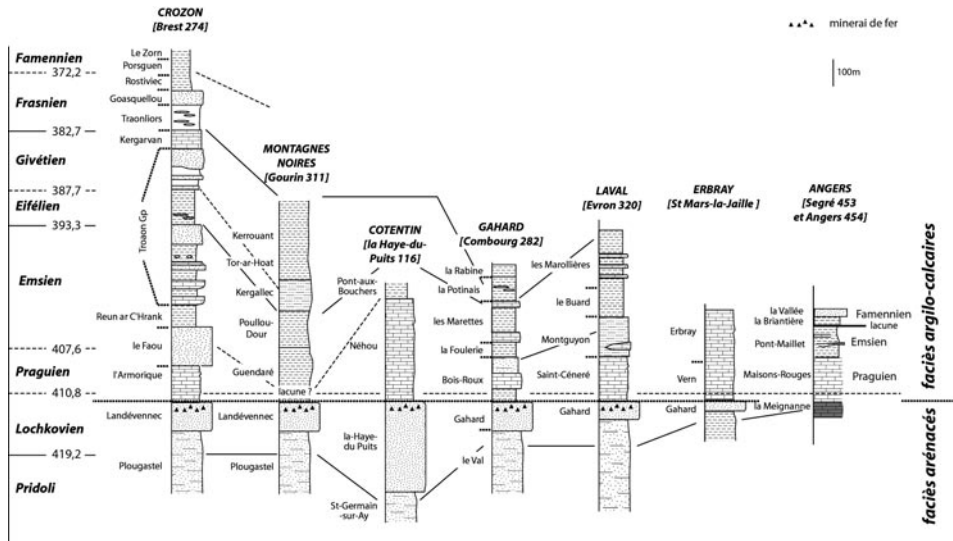 CROZON
[Brest 274]
minerai de fer
100m
Famennien
372,2
Frasnien
382,7
Givétien
387,7
Eifélien
393,3
Emsien
407,6
Praguien
410,8
Lochkovien
419,2
Pridoli
Le Zorn
Porsguen
Rostiviec
Goasquellou
Traonliors
Kergarvan
Troaon Gp
Reun ar C'Hrank
le Faou
l'Armorique
Landévennec
Plougastel
MONTAGNES
NOIRES
[Gourin 311]
Kerrouant
Tor-ar-Hoat
Kergallec
Poullou-
Dour
Guendaré
lacune ?
Landévennec
Plougastel
COTENTIN
[la Haye-du-
Puits 116]
Pont-aux-
Bouchers
Néhou
la-Haye-
du Puits
St-Germain
-sur-Ay
GAHARD
[Combourg 282]
la Rabine
la Potinais
les Marettes
la Foulerie
Bois-Roux
Gahard
le Val
LAVAL
[Evron 320]
les Marollières
le Buard
Montguyon
Saint-Céneré
Gahard
ERBRAY
[St Mars-la-Jaille ]
Erbray
Vern
Gahard
ANGERS
[Segré 453
et Angers 454]
la Vallée
la Briantière
Pont-Maillet
Maisons-Rouges
la Meignanne
Famennien
lacune
Emsien
Praguien
faciès argilo-calcaires
faciès arénacés